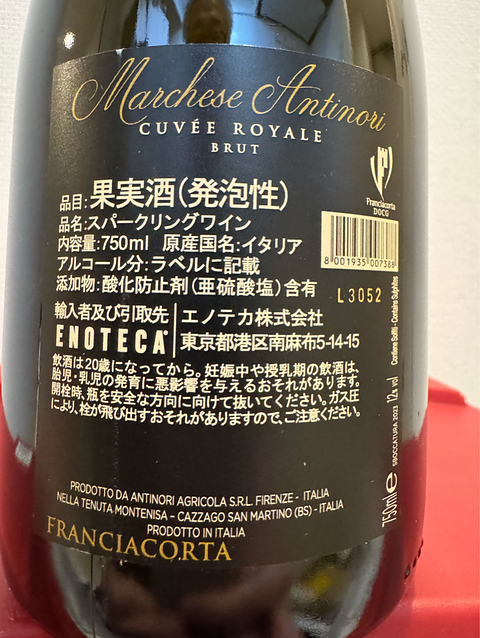 Marchese Antinori
CUVÉE ROYALE
BRUT
Franciacorta
DOCG
品目:果実酒(発泡性)
品名:スパークリングワイン
内容量:750ml 原産国名:イタリア
アルコール分:ラベルに記載
添加物:酸化防止剤(亜硫酸塩)含有
8 001935 007388
L3052
輸入者及び引取先
ENOTECA
エノテカ株式会社
東京都港区南麻布5-14-15
飲酒は20歳になってから。妊娠中や授乳期の飲酒は、
胎児・乳児の発育に悪影響を与えるおそれがあります。
開栓時、瓶を安全な方向に向けて抜いてください。ガス圧
により、栓が飛び出すおそれがありますので、ご注意ください。
Contiene Solfiti - Contains Sulphites
12% vol
SBOCCATURA 2023
750ml e
PRODOTTO DA ANTINORI AGRICOLA S.R.L. FIRENZE - ITALIA
NELLA TENUTA MONTENISA - CAZZAGO SAN MARTINO (BS) - ITALIA
PRODOTTO IN ITALIA
FRANCIACORTA